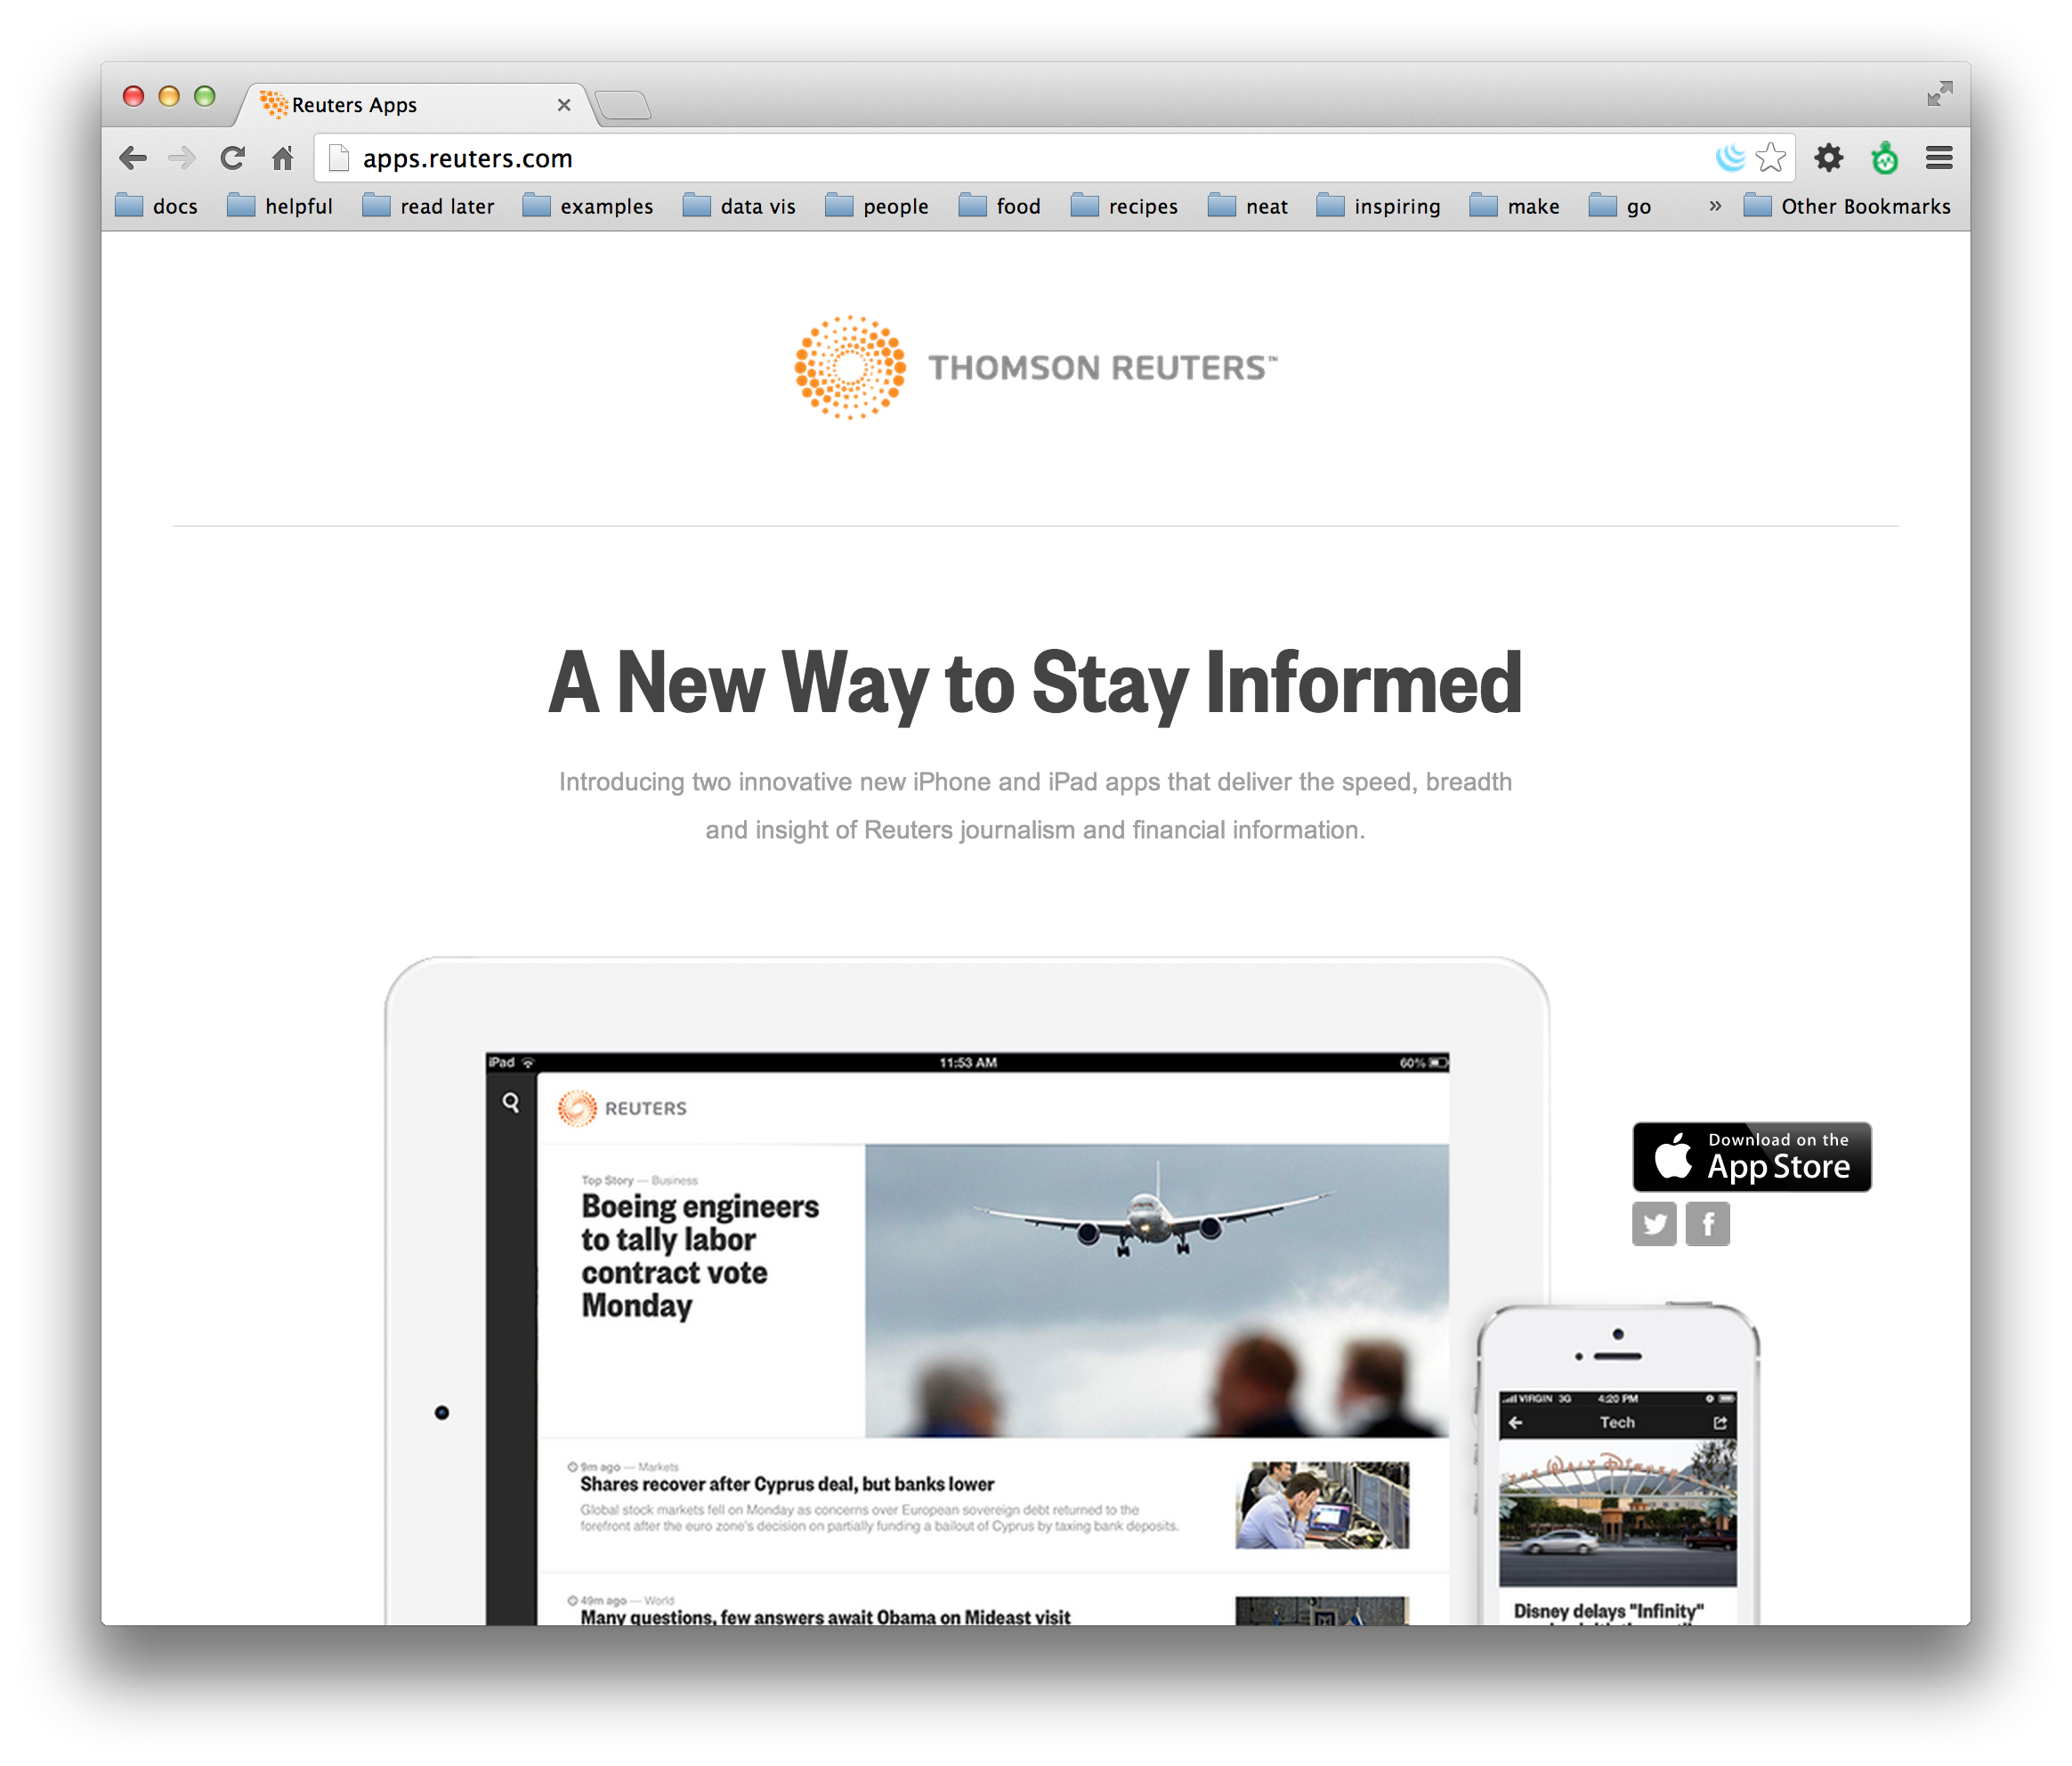 Reuters Apps
apps.reuters.com
docs helpful read later examples data vis people food recipes neat inspiring make go » Other Bookmarks
THOMSON REUTERS™
A New Way to Stay Informed
Introducing two innovative new iPhone and iPad apps that deliver the speed, breadth
and insight of Reuters journalism and financial information.
iPad 11:53 AM 60%
REUTERS
Top Story — Business
Boeing engineers
to tally labor
contract vote
Monday
9m ago — Markets
Shares recover after Cyprus deal, but banks lower
Global stock markets fell on Monday as concerns over European sovereign debt returned to the
forefront after the euro zone's decision on partially funding a bailout of Cyprus by taxing bank deposits.
49m ago — World
Many questions, few answers await Obama on Mideast visit
Download on the
App Store
VIRGIN 3G 4:20 PM
Tech
THE WALT DISNEY
Disney delays "Infinity"